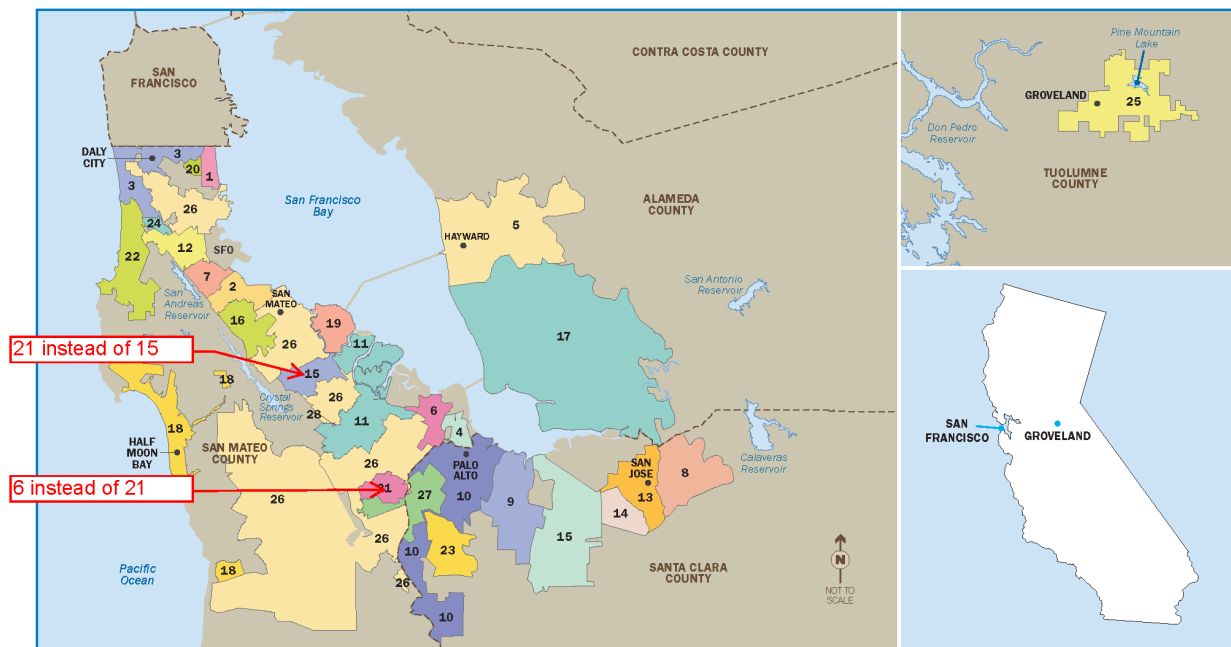 CONTRA COSTA COUNTY
SAN
FRANCISCO
DALY
CITY
3
20
1
3
26
24
22
12
SFO
7
2
San Francisco
Bay
ALAMEDA
COUNTY
5
HAYWARD
San
Andreas
Reservoir
SAN
MATEO
16
19
26
11
17
San Antonio
Reservoir
21 instead of 15
15
18
26
28
Crystal
Springs
Reservoir
11
6
4
18
HALF
MOON
BAY
SAN MATEO
COUNTY
26
PALO
ALTO
10
SAN
JOSE
13
8
Calaveras
Reservoir
6 instead of 21
21
26
27
9
14
15
26
10
23
26
18
10
Pacific
Ocean
SANTA CLARA
COUNTY
N
NOT TO
SCALE
Pine Mountain
Lake
GROVELAND
25
Don Pedro
Reservoir
TUOLUMNE
COUNTY
SAN
FRANCISCO
GROVELAND